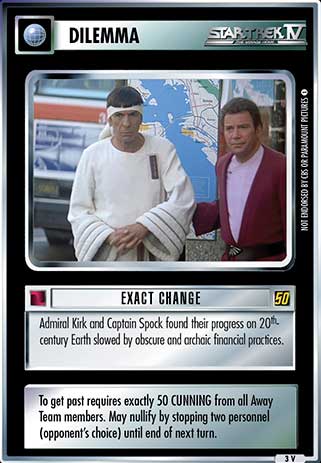 DILEMMA
STAR TREK IV
THE VOYAGE HOME
NOT ENDORSED BY CBS OR PARAMOUNT PICTURES
EXACT CHANGE
50
Admiral Kirk and Captain Spock found their progress on 20th-
century Earth slowed by obscure and archaic financial practices.
To get past requires exactly 50 CUNNING from all Away
Team members. May nullify by stopping two personnel
(opponent's choice) until end of next turn.
3 V